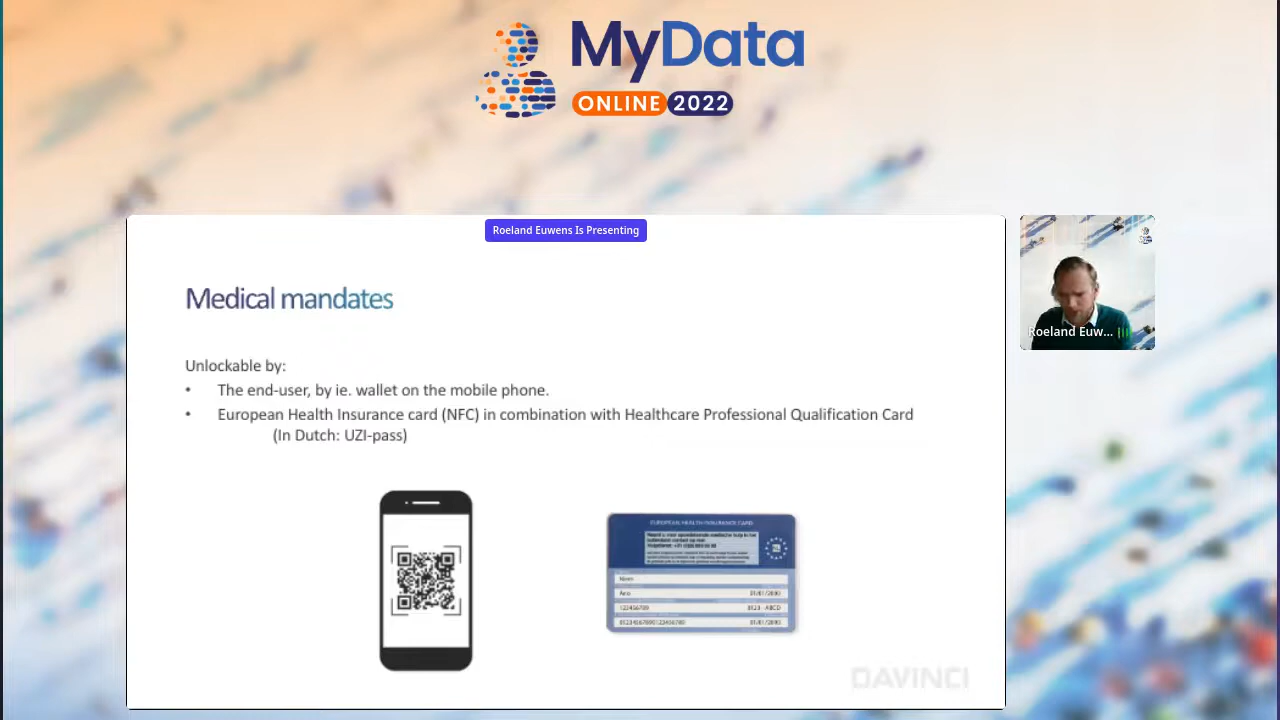 MyData
ONLINE 2022
Roeland Euwens Is Presenting
Medical mandates
Roeland Euw...
Unlockable by:
• The end-user, by ie. wallet on the mobile phone.
• European Health Insurance card (NFC) in combination with Healthcare Professional Qualification Card
(In Dutch: UZI-pass)
EUROPEAN HEALTH INSURANCE CARD
NL
123456789
DAVINCI